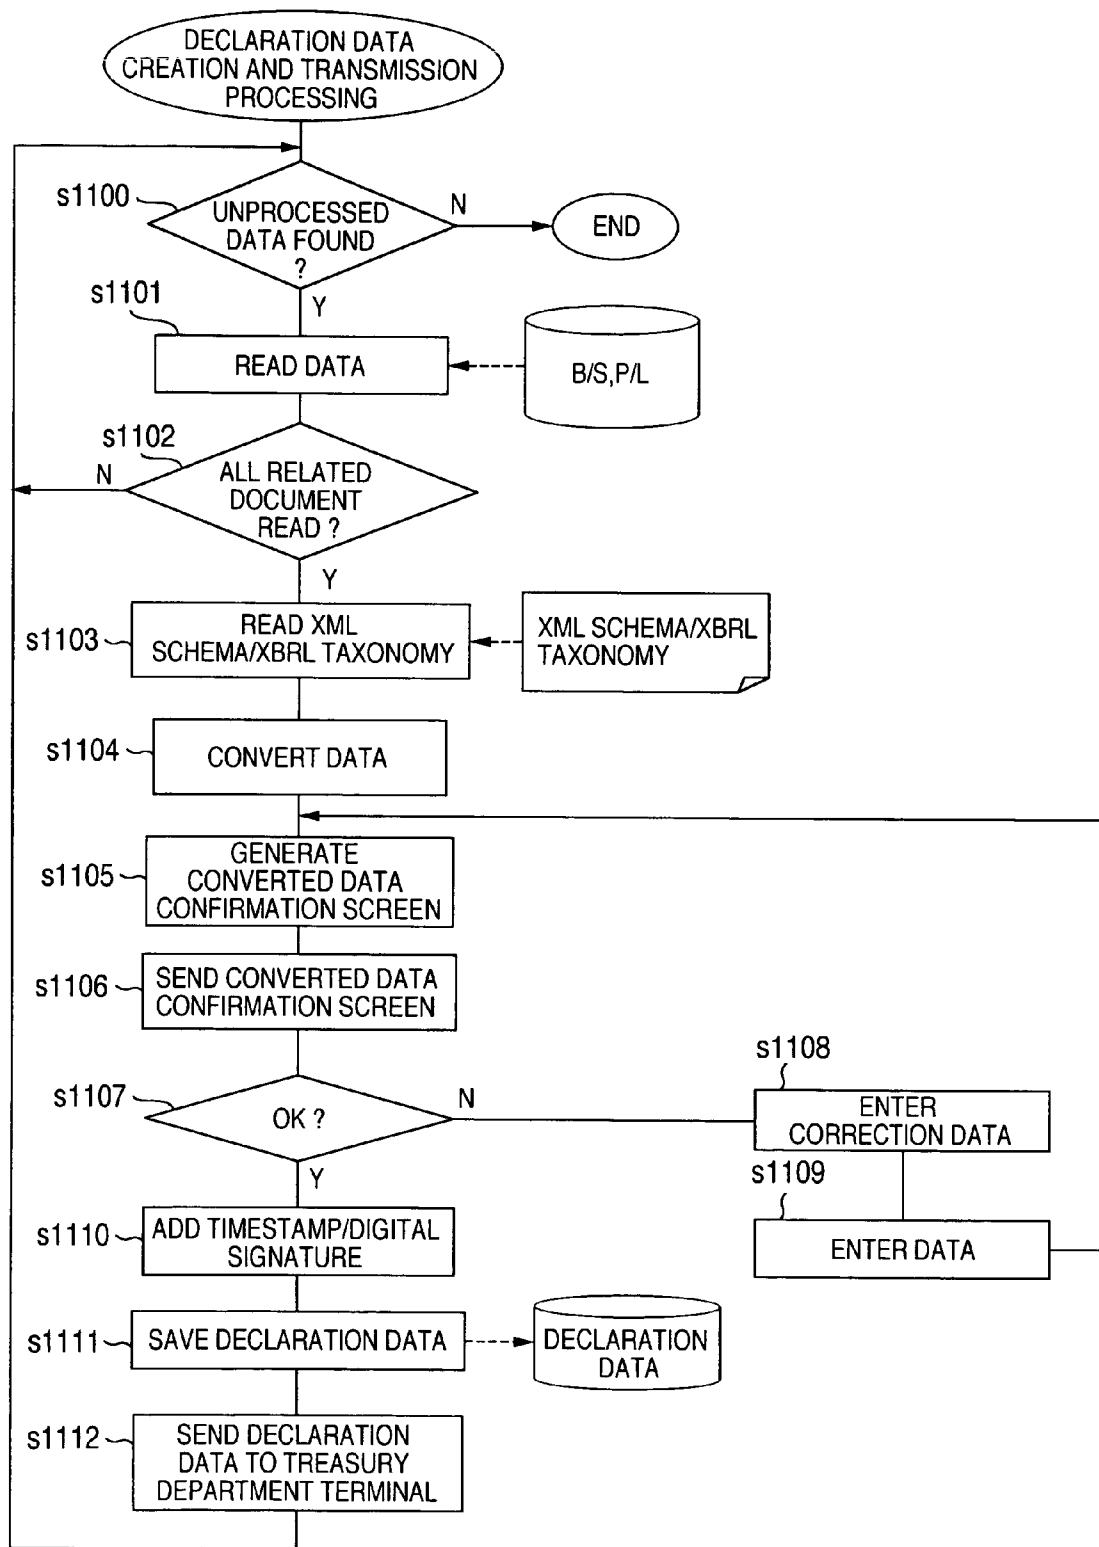 DECLARATION DATA
CREATION AND TRANSMISSION
PROCESSING
s1100
UNPROCESSED
DATA FOUND
?
N
END
Y
s1101
READ DATA
B/S,P/L
s1102
N
ALL RELATED
DOCUMENT
READ ?
Y
s1103
READ XML
SCHEMA/XBRL TAXONOMY
XML SCHEMA/XBRL
TAXONOMY
s1104
CONVERT DATA
s1105
GENERATE
CONVERTED DATA
CONFIRMATION SCREEN
s1106
SEND CONVERTED DATA
CONFIRMATION SCREEN
s1107
OK ?
N
Y
s1108
ENTER
CORRECTION DATA
s1109
ENTER DATA
s1110
ADD TIMESTAMP/DIGITAL
SIGNATURE
s1111
SAVE DECLARATION DATA
DECLARATION
DATA
s1112
SEND DECLARATION
DATA TO TREASURY
DEPARTMENT TERMINAL